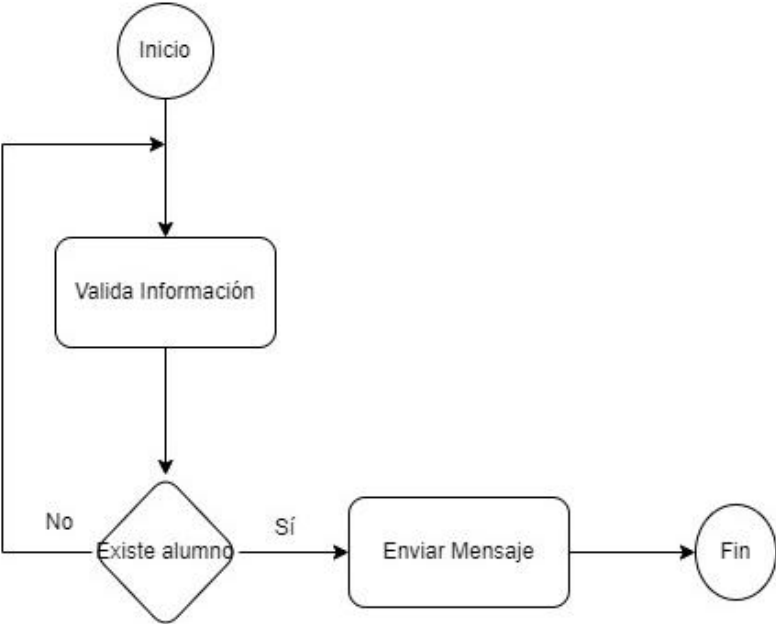 Inicio
Valida Información
No
Sí
Existe alumno
Enviar Mensaje
Fin